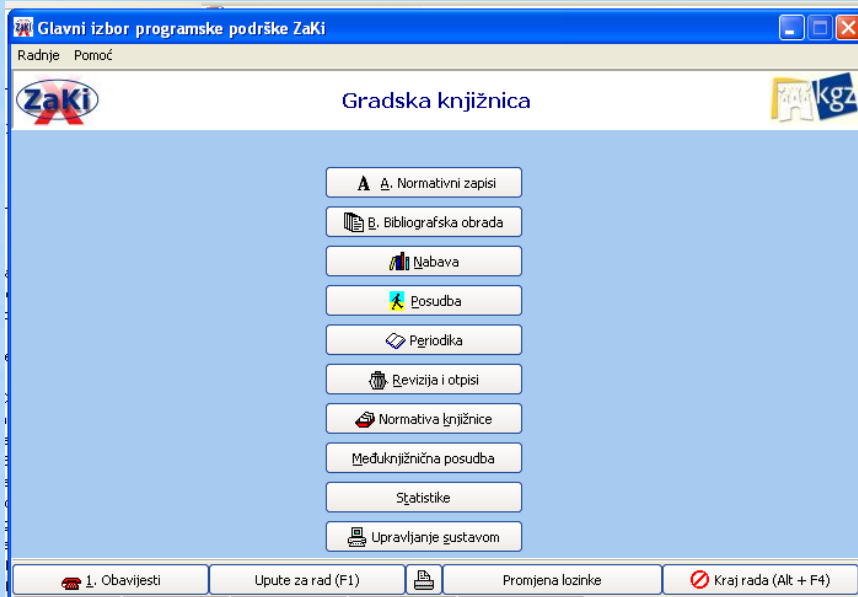 Glavni izbor programske podrške ZaKi
Radnje Pomoć
ZaKi
Gradska knjižnica
kgz
A A. Normativni zapisi
B. Bibliografska obrada
Nabava
Posudba
Periodika
Revizija i otpisi
Normativa knjižnice
Međuknjižnična posudba
Statistike
Upravljanje sustavom
1. Obavijesti Upute za rad (F1) Promjena lozinke Kraj rada (Alt + F4)